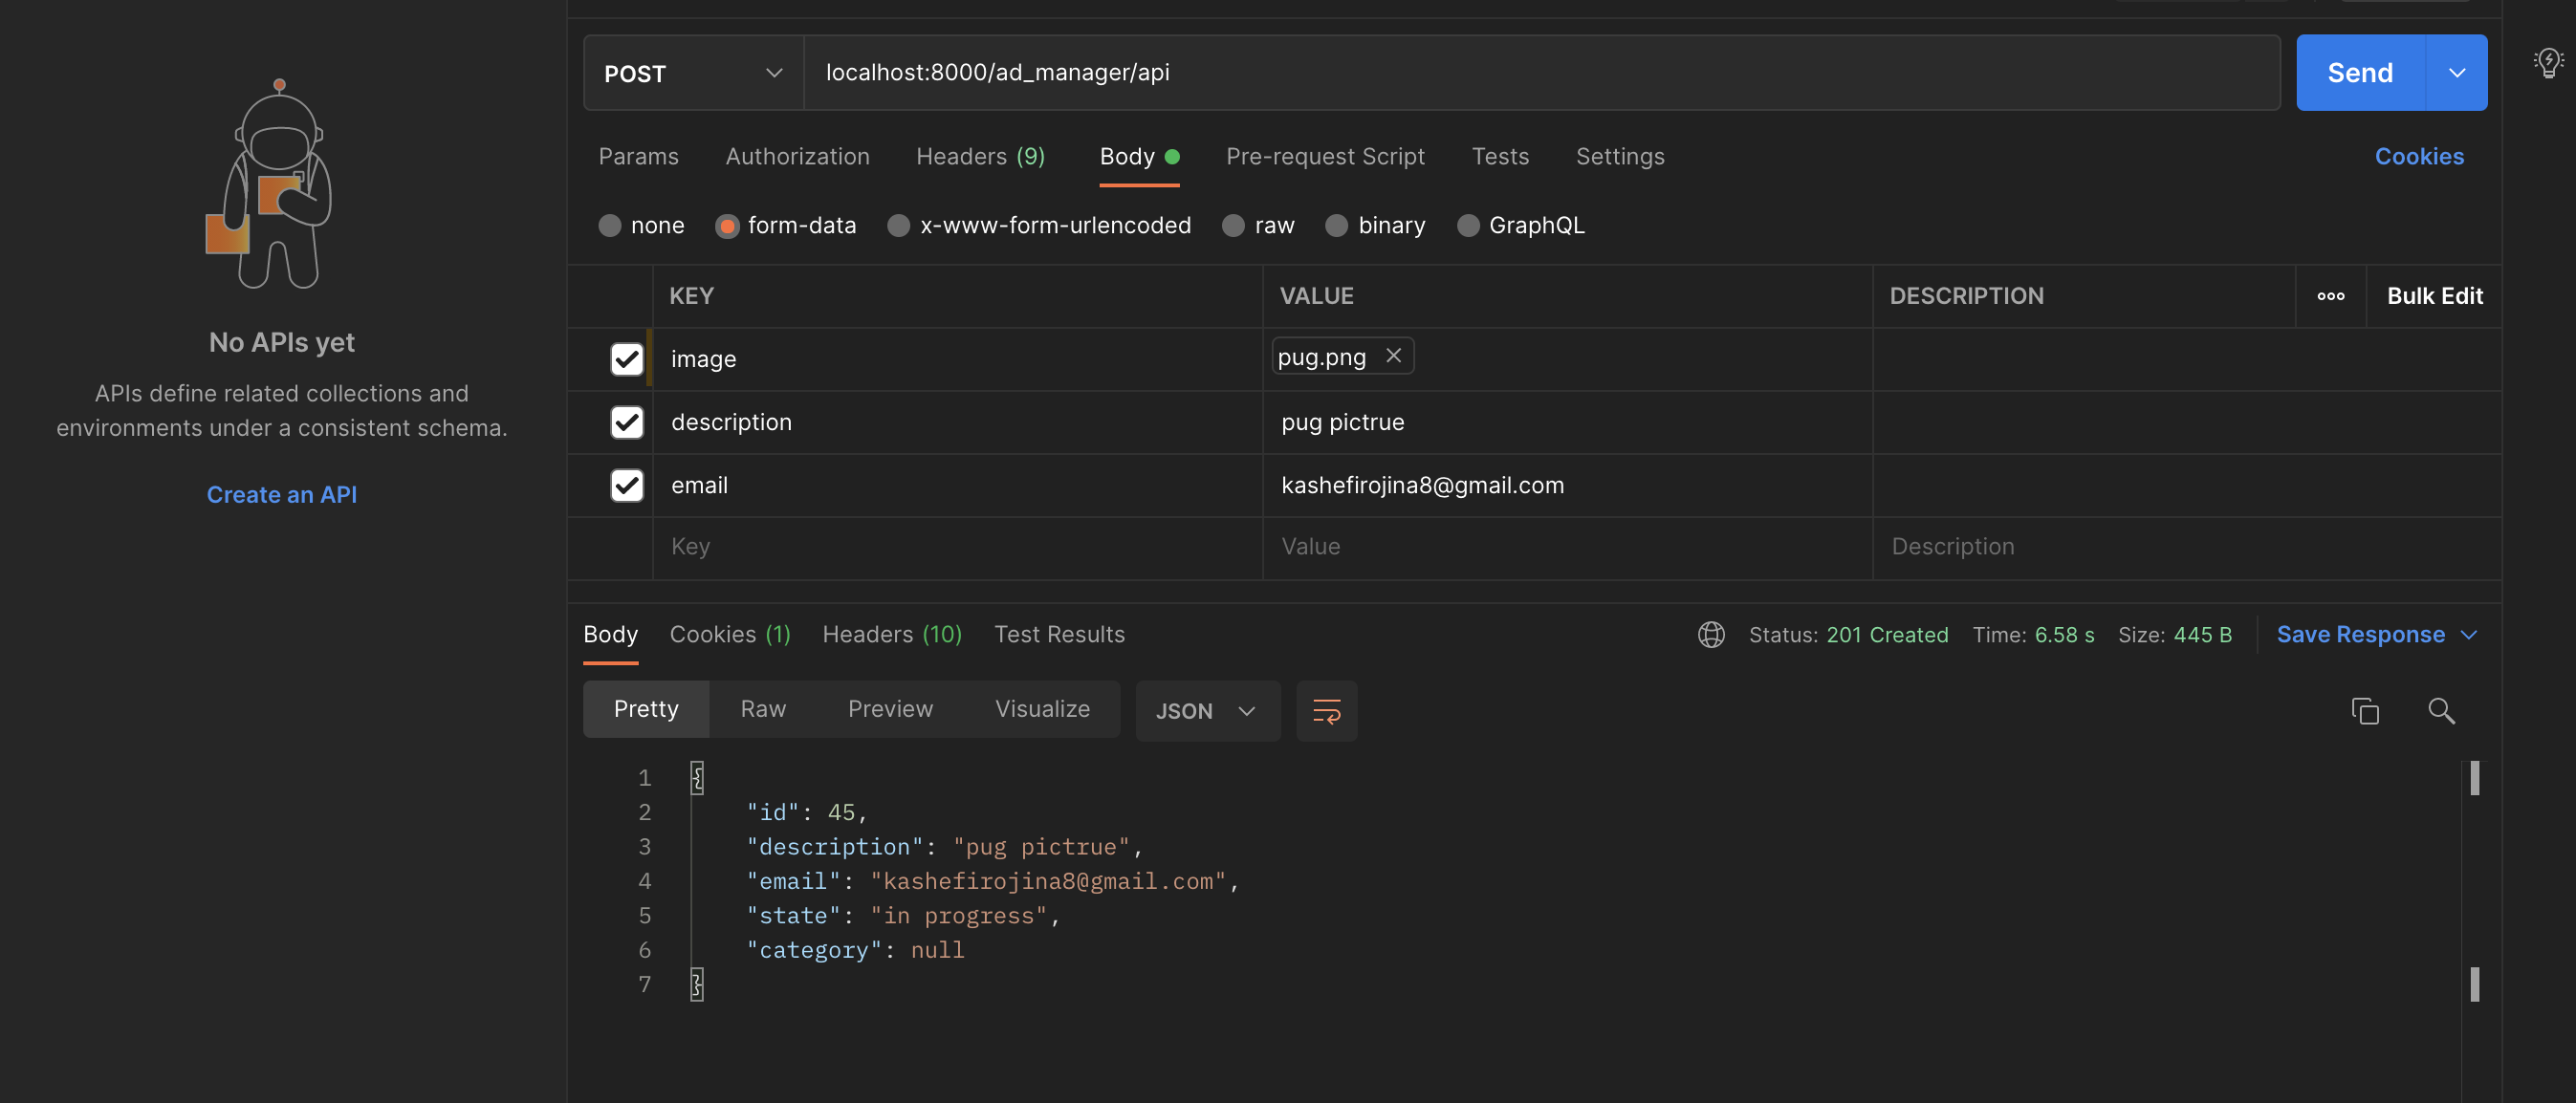 No APIs yet
APIs define related collections and
environments under a consistent schema.
Create an API
POST localhost:8000/ad_manager/api Send
Params Authorization Headers (9) Body Pre-request Script Tests Settings Cookies
none form-data x-www-form-urlencoded raw binary GraphQL
KEY VALUE DESCRIPTION ooo Bulk Edit
image pug.png
description pug pictrue
email kashefirojina8@gmail.com
Key Value Description
Body Cookies (1) Headers (10) Test Results Status: 201 Created Time: 6.58 s Size: 445 B Save Response
Pretty Raw Preview Visualize JSON
1 {
2 "id": 45,
3 "description": "pug pictrue",
4 "email": "kashefirojina8@gmail.com",
5 "state": "in progress",
6 "category": null
7 }